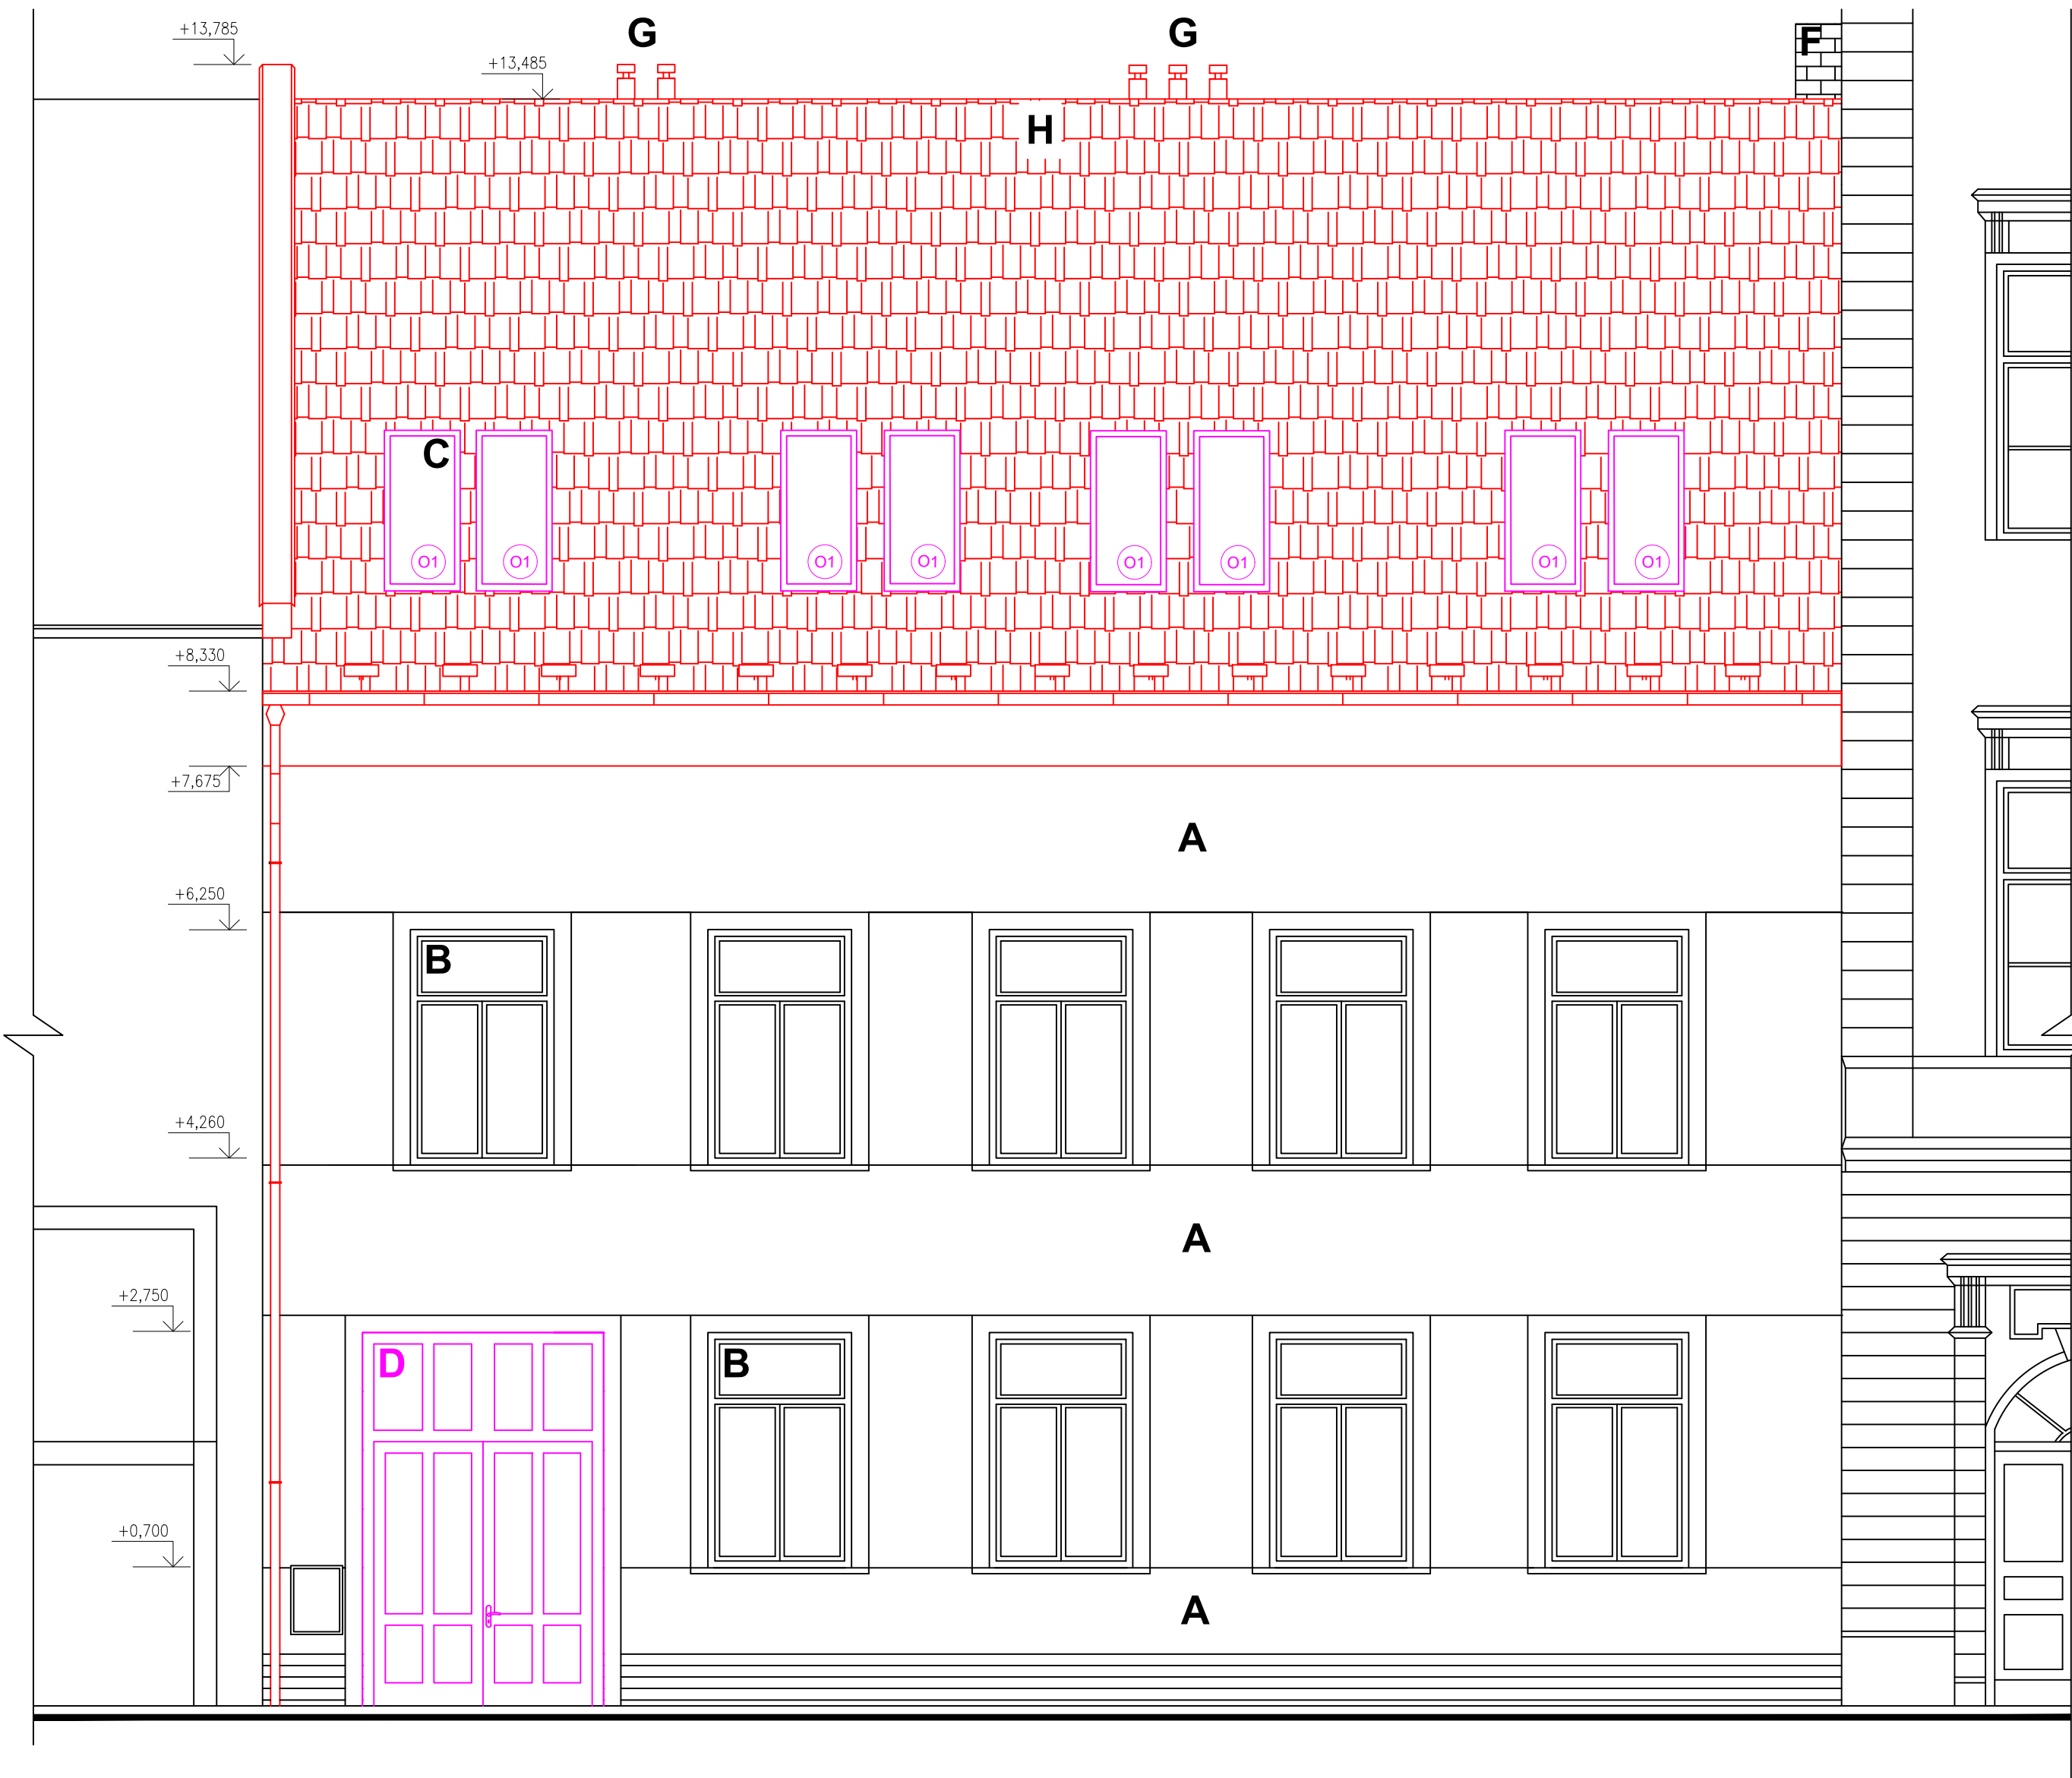 G G F
+13,785
+13,485
H
C
O1 O1 O1 O1 O1 O1 O1 O1
+8,330
+7,675
A
+6,250
B
+4,260
A
+2,750
D B
+0,700
A